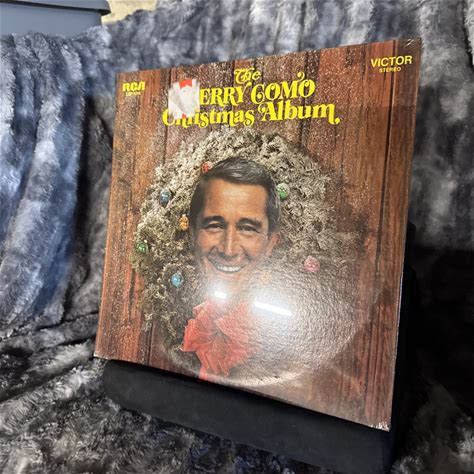 RCA
VICTOR
STEREO
The
ERRY COMO
Christmas Album.